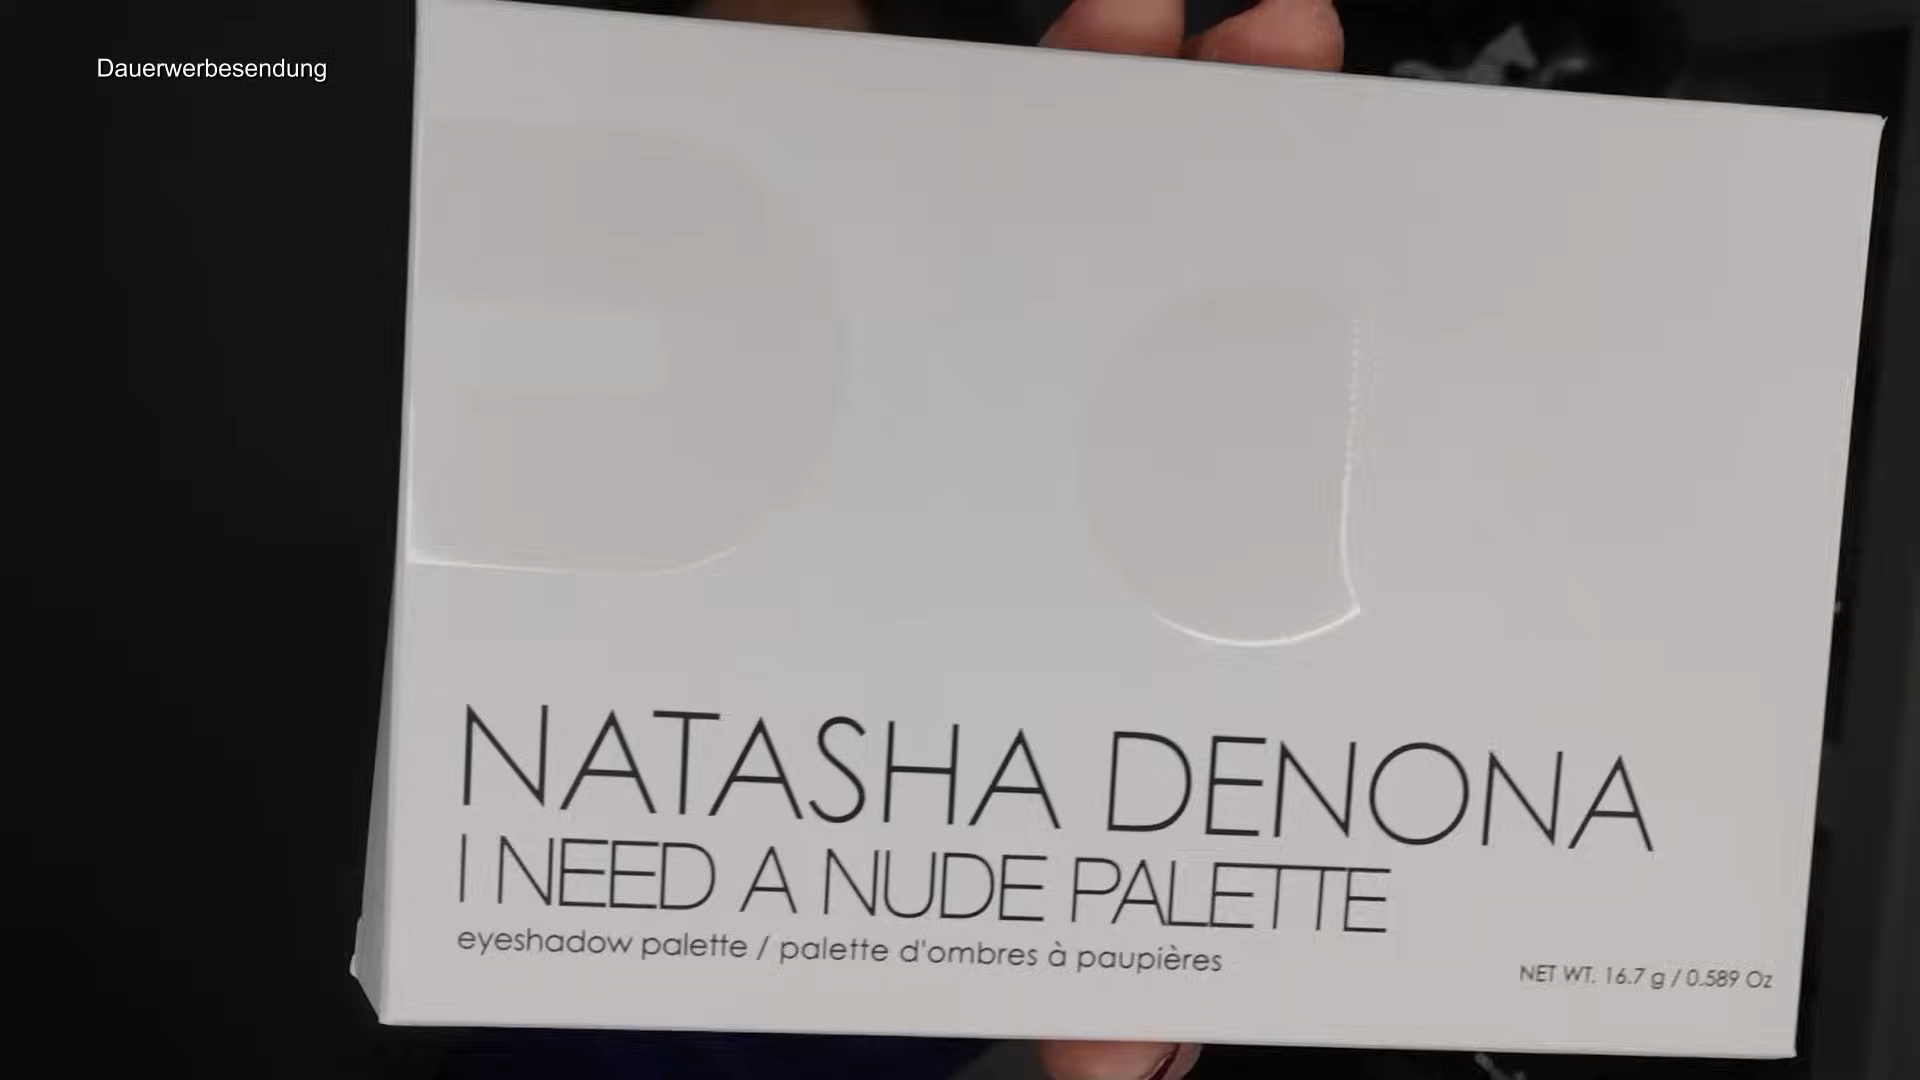 Dauerwerbesendung
NATASHA DENONA
I NEED A NUDE PALETTE
eyeshadow palette / palette d'ombres à paupières
NET WT. 16.7 g / 0.589 Oz